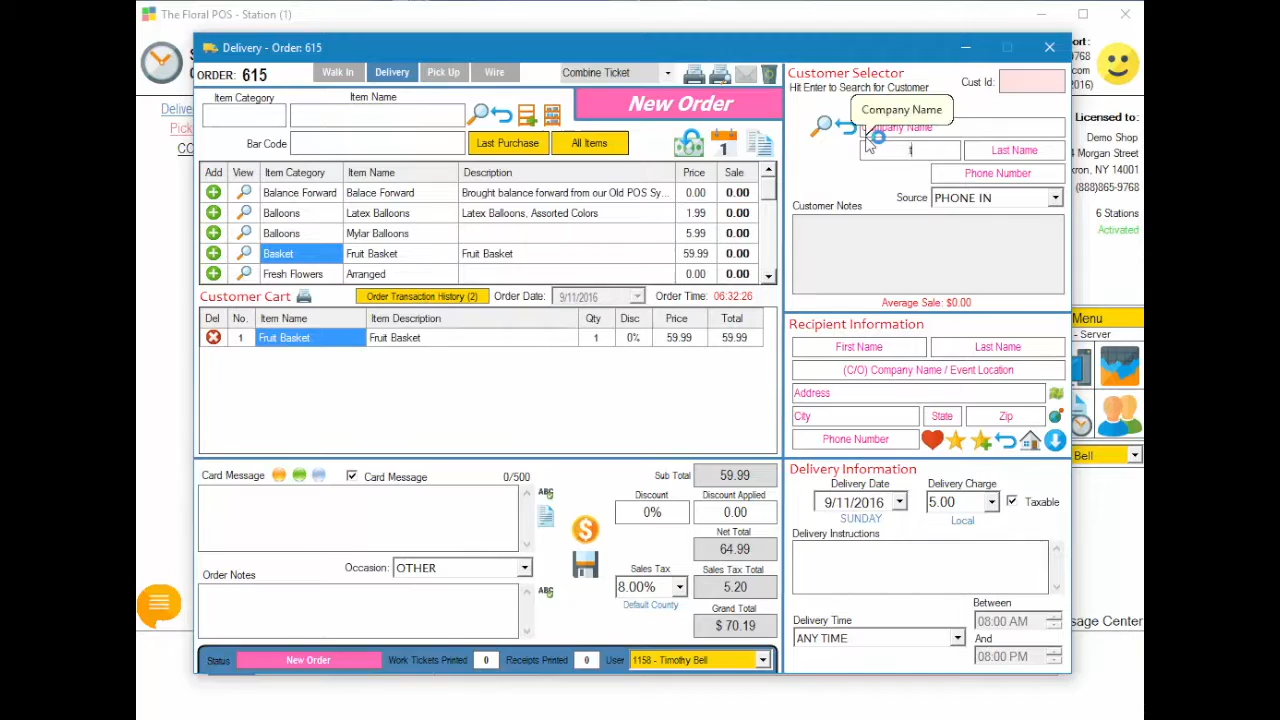 The Floral POS - Station (1)
Delivery - Order: 615
ORDER: 615
Walk In
Delivery
Pick Up
Wire
Combine Ticket
Item Category
Item Name
New Order
Bar Code
Last Purchase
All Items
1
Add View Item Category Item Name Description Price Sale
Balance Forward Balace Forward Brought balance forward from our Old POS Sy... 0.00 0.00
Balloons Latex Balloons Latex Balloons, Assorted Colors 1.99 0.00
Balloons Mylar Balloons 5.99 0.00
Basket Fruit Basket Fruit Basket 59.99 0.00
Fresh Flowers Arranged 0.00 0.00
Customer Cart
Order Transaction History (2)
Order Date: 9/11/2016
Order Time: 06:32:26
Del No. Item Name Item Description Qty Disc Price Total
1 Fruit Basket Fruit Basket 1 0% 59.99 59.99
Card Message
Card Message
0/500
ABC
Occasion: OTHER
Order Notes
ABC
Sub Total 59.99
Discount Discount Applied
0% 0.00
Net Total
64.99
Sales Tax Sales Tax Total
8.00% 5.20
Default County
Grand Total
$ 70.19
Status New Order Work Tickets Printed 0 Receipts Printed 0 User 1158 - Timothy Bell
Customer Selector
Hit Enter to Search for Customer
Cust Id:
Company Name
Company Name
Last Name
Phone Number
Source PHONE IN
Customer Notes
Average Sale: $0.00
Recipient Information
First Name
Last Name
(C/O) Company Name / Event Location
Address
City
State
Zip
Phone Number
Delivery Information
Delivery Date
Delivery Charge
9/11/2016
5.00
Taxable
SUNDAY
Local
Delivery Instructions
Between
08:00 AM
Delivery Time
And
ANY TIME
08:00 PM
S
Deliv
Pick
CO
ort:
9768
com
2016)
Licensed to:
Demo Shop
4 Morgan Street
kron, NY 14001
(888)865-9768
6 Stations
Activated
Menu
- Server
Bell
sage Center